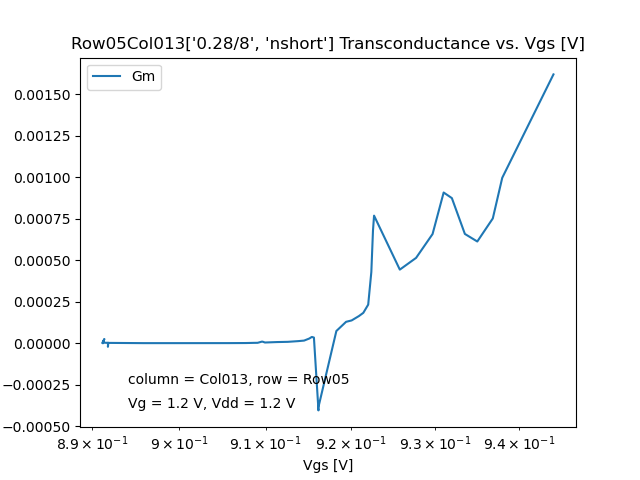 Row05Col013['0.28/8', 'nshort'] Transconductance vs. Vgs [V]
Gm
0.00150
0.00125
0.00100
0.00075
0.00050
0.00025
0.00000
−0.00025
−0.00050
column = Col013, row = Row05
Vg = 1.2 V, Vdd = 1.2 V
8.9 × 10⁻¹ 9 × 10⁻¹ 9.1 × 10⁻¹ 9.2 × 10⁻¹ 9.3 × 10⁻¹ 9.4 × 10⁻¹
Vgs [V]